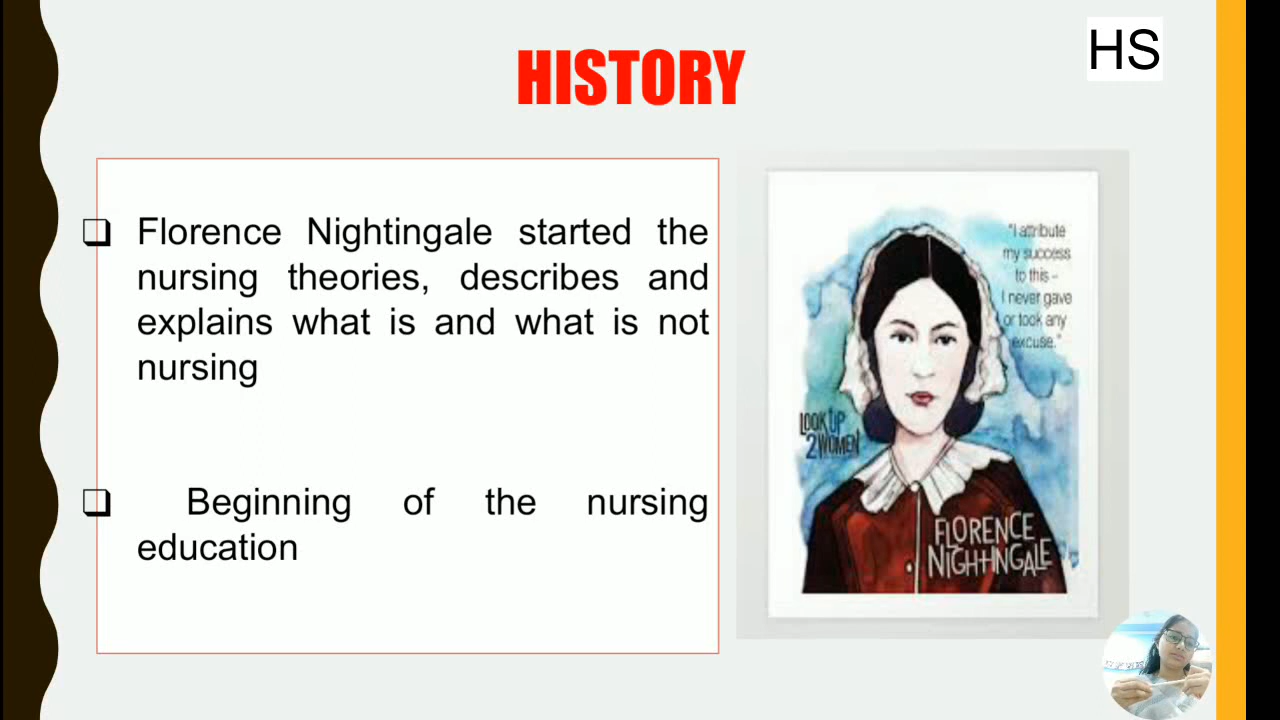 HISTORY
HS
❑ Florence Nightingale started the
nursing theories, describes and
explains what is and what is not
nursing
❑ Beginning of the nursing
education
"I attribute
my success
to this –
I never gave
or took any
excuse."
LOOK UP
2 WOMEN
FLORENCE
NIGHTINGALE